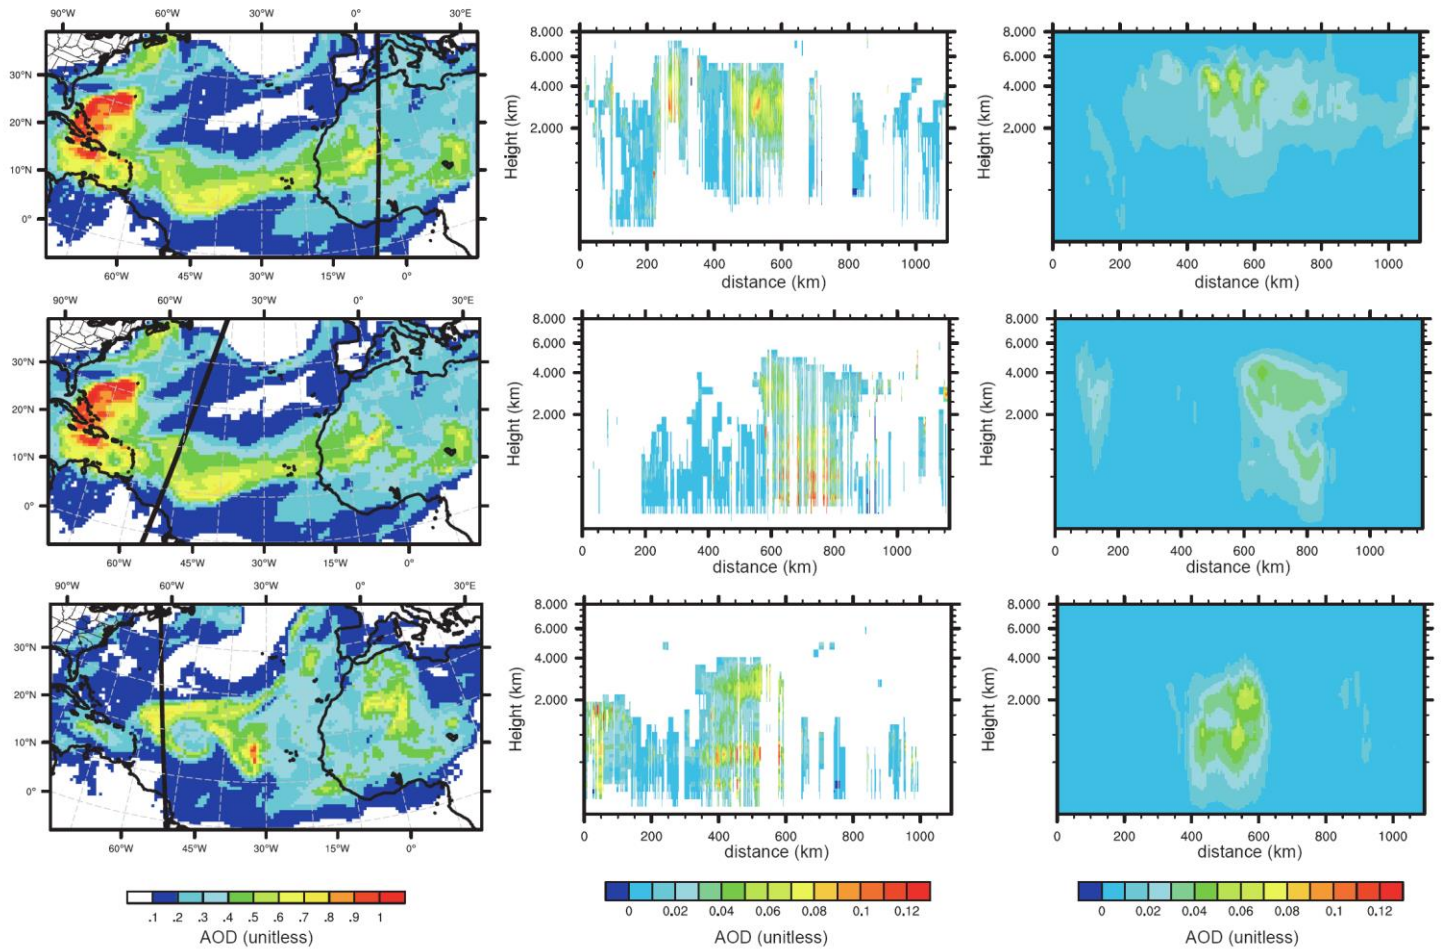 90°W 60°W 30°W 0° 30°E
30°N
20°N
10°N
0°
60°W 45°W 30°W 15°W 0°
8.000
6.000
4.000
2.000
Height (km)
0 200 400 600 800 1000
distance (km)
8.000
6.000
4.000
2.000
Height (km)
0 200 400 600 800 1000
distance (km)
90°W 60°W 30°W 0° 30°E
30°N
20°N
10°N
0°
60°W 45°W 30°W 15°W 0°
8.000
6.000
4.000
2.000
Height (km)
0 200 400 600 800 1000
distance (km)
8.000
6.000
4.000
2.000
Height (km)
0 200 400 600 800 1000
distance (km)
90°W 60°W 30°W 0° 30°E
30°N
20°N
10°N
0°
60°W 45°W 30°W 15°W 0°
8.000
6.000
4.000
2.000
Height (km)
0 200 400 600 800 1000
distance (km)
8.000
6.000
4.000
2.000
Height (km)
0 200 400 600 800 1000
distance (km)
.1 .2 .3 .4 .5 .6 .7 .8 .9 1
AOD (unitless)
0 0.02 0.04 0.06 0.08 0.1 0.12
AOD (unitless)
0 0.02 0.04 0.06 0.08 0.1 0.12
AOD (unitless)